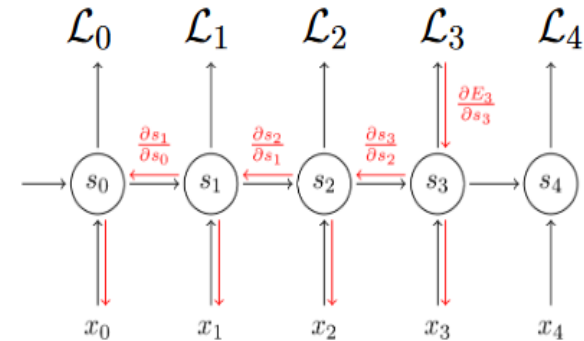 ℒ₀ ℒ₁ ℒ₂ ℒ₃ ℒ₄
∂s₁/∂s₀ ∂s₂/∂s₁ ∂s₃/∂s₂ ∂E₃/∂s₃
s₀ s₁ s₂ s₃ s₄
x₀ x₁ x₂ x₃ x₄